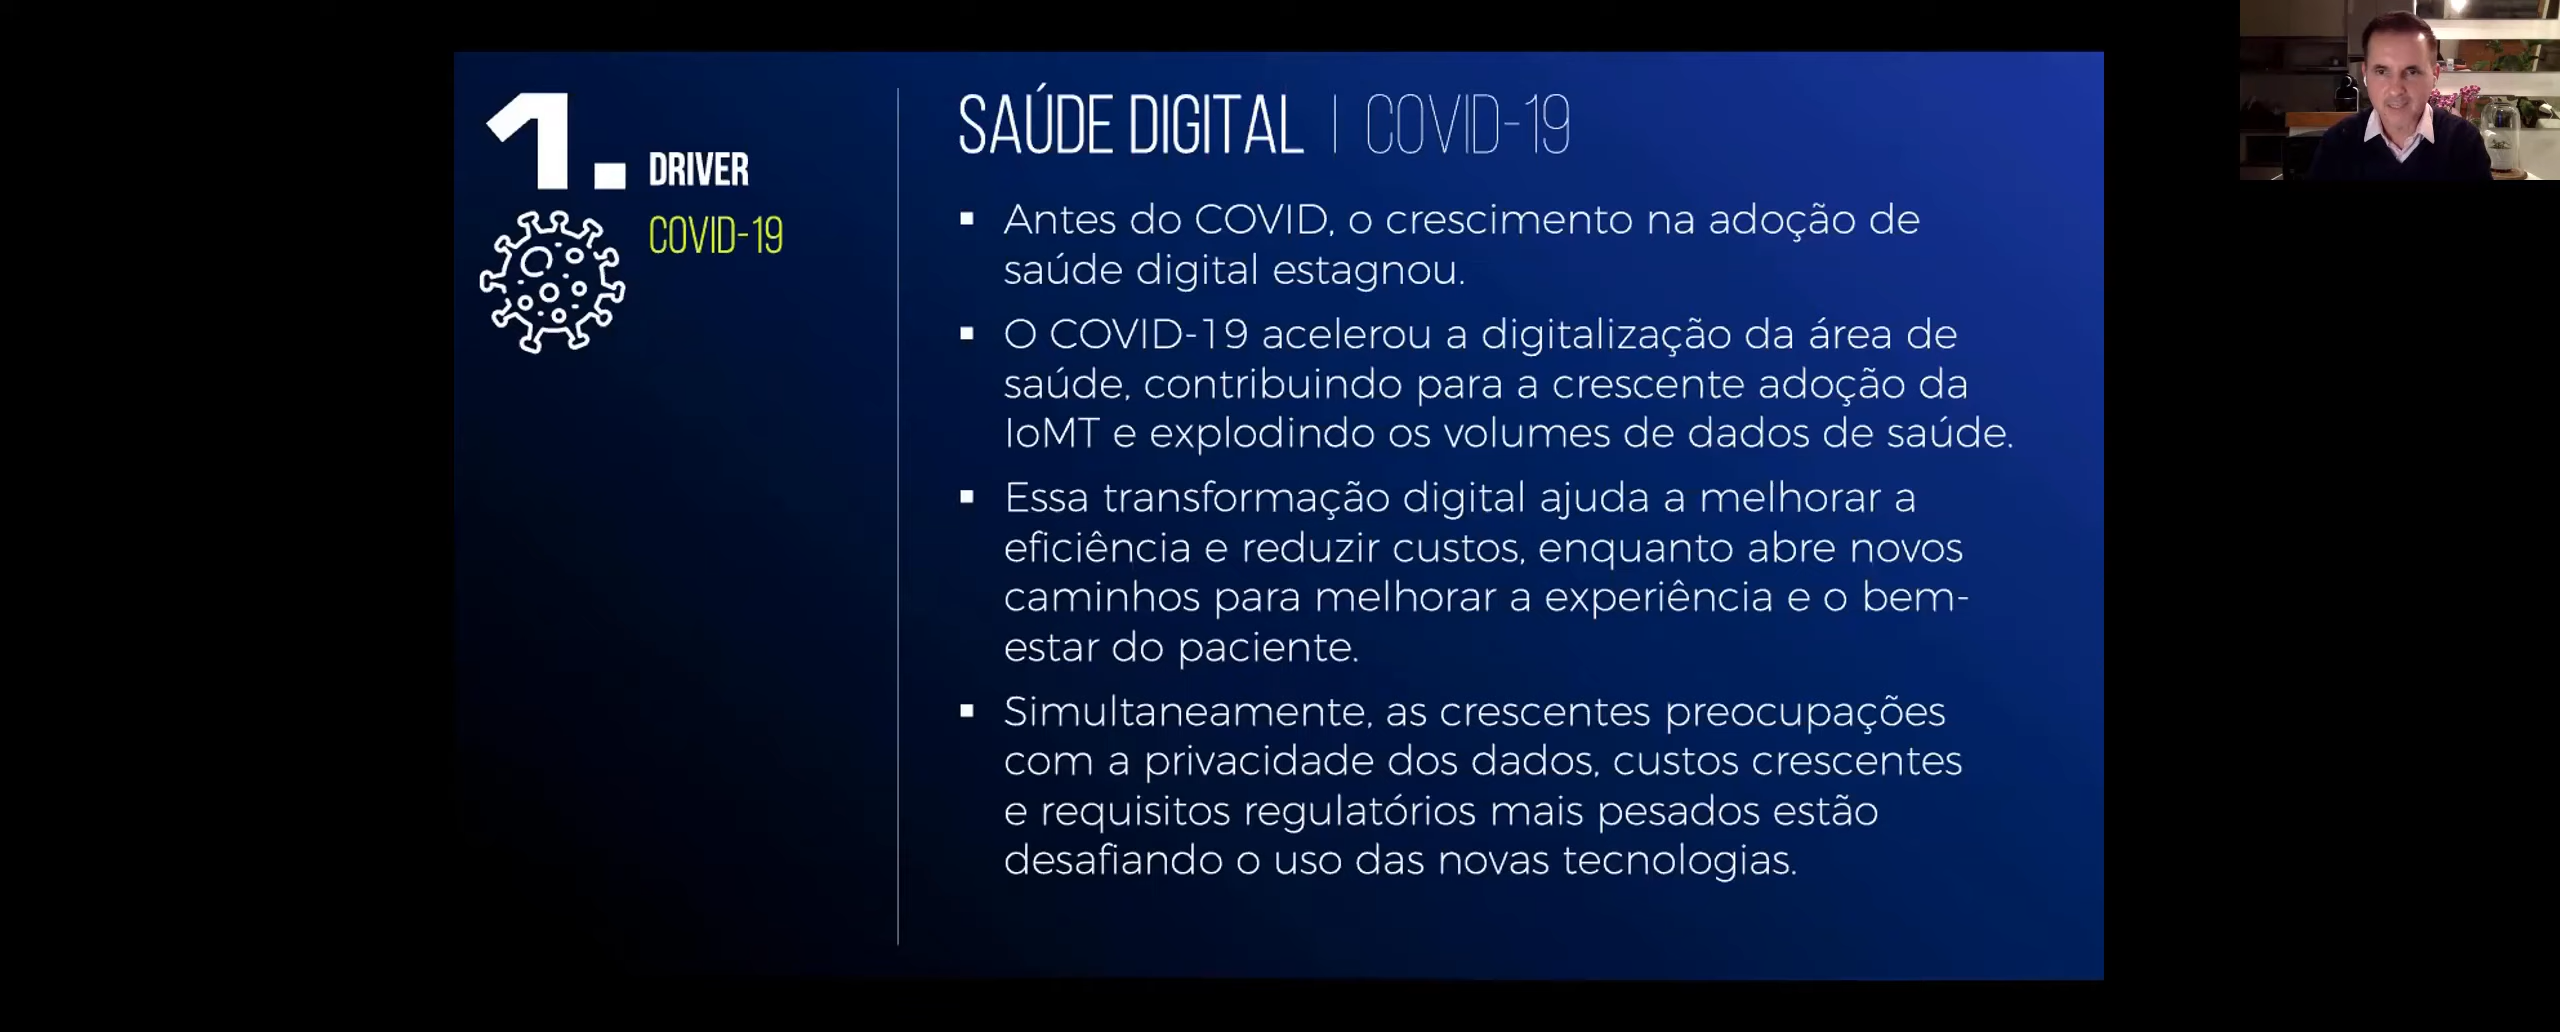 1. DRIVER
COVID-19
SAÚDE DIGITAL | COVID-19
▪ Antes do COVID, o crescimento na adoção de
saúde digital estagnou.
▪ O COVID-19 acelerou a digitalização da área de
saúde, contribuindo para a crescente adoção da
IoMT e explodindo os volumes de dados de saúde.
▪ Essa transformação digital ajuda a melhorar a
eficiência e reduzir custos, enquanto abre novos
caminhos para melhorar a experiência e o bem-
estar do paciente.
▪ Simultaneamente, as crescentes preocupações
com a privacidade dos dados, custos crescentes
e requisitos regulatórios mais pesados estão
desafiando o uso das novas tecnologias.